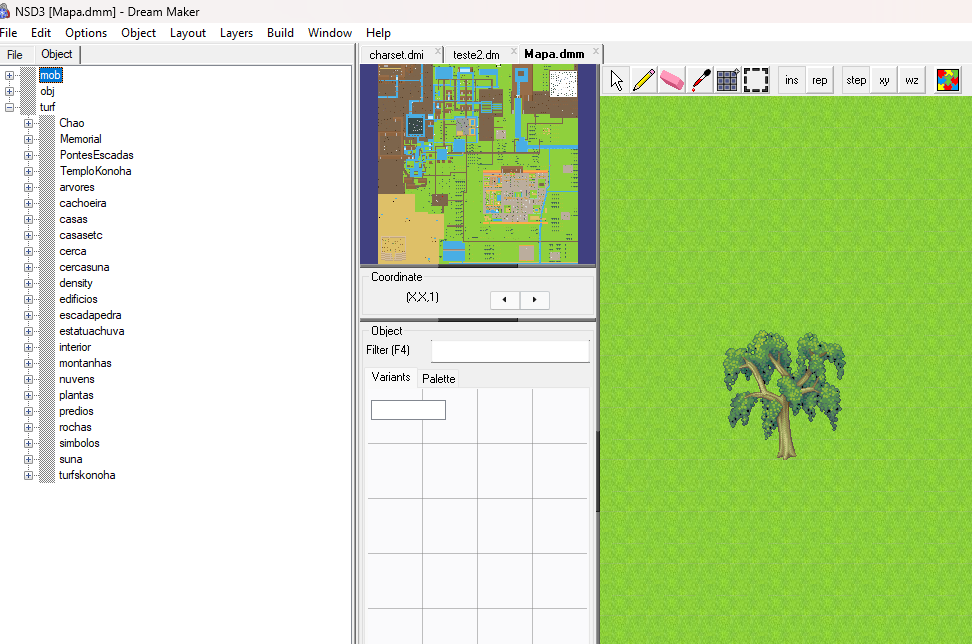 NSD3 [Mapa.dmm] - Dream Maker
File Edit Options Object Layout Layers Build Window Help
File Object
mob
obj
turf
Chao
Memorial
PontesEscadas
TemploKonoha
arvores
cachoeira
casas
casasetc
cerca
cercasuna
density
edificios
escadapedra
estatuachuva
interior
montanhas
nuvens
plantas
predios
rochas
simbolos
suna
turfskonoha
charset.dmi x teste2.dm x Mapa.dmm x
Coordinate
(X,X,1)
Object
Filter (F4)
Variants Palette
ins rep step xy wz